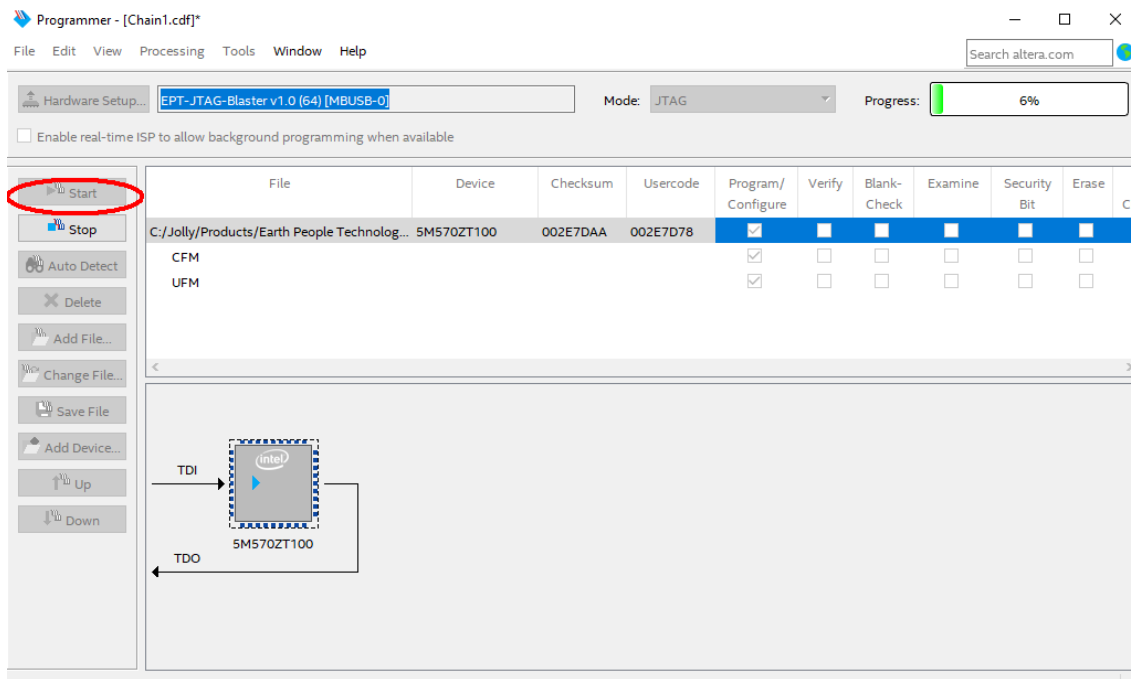 Programmer - [Chain1.cdf]*
File Edit View Processing Tools Window Help
Search altera.com
Hardware Setup... EPT-JTAG-Blaster v1.0 (64) [MBUSB-0] Mode: JTAG Progress: 6%
Enable real-time ISP to allow background programming when available
Start
Stop
Auto Detect
Delete
Add File...
Change File...
Save File
Add Device...
Up
Down
File Device Checksum Usercode Program/ Verify Blank- Examine Security Erase
Configure Check Bit C
C:/Jolly/Products/Earth People Technolog... 5M570ZT100 002E7DAA 002E7D78
CFM
UFM
TDI
intel
5M570ZT100
TDO